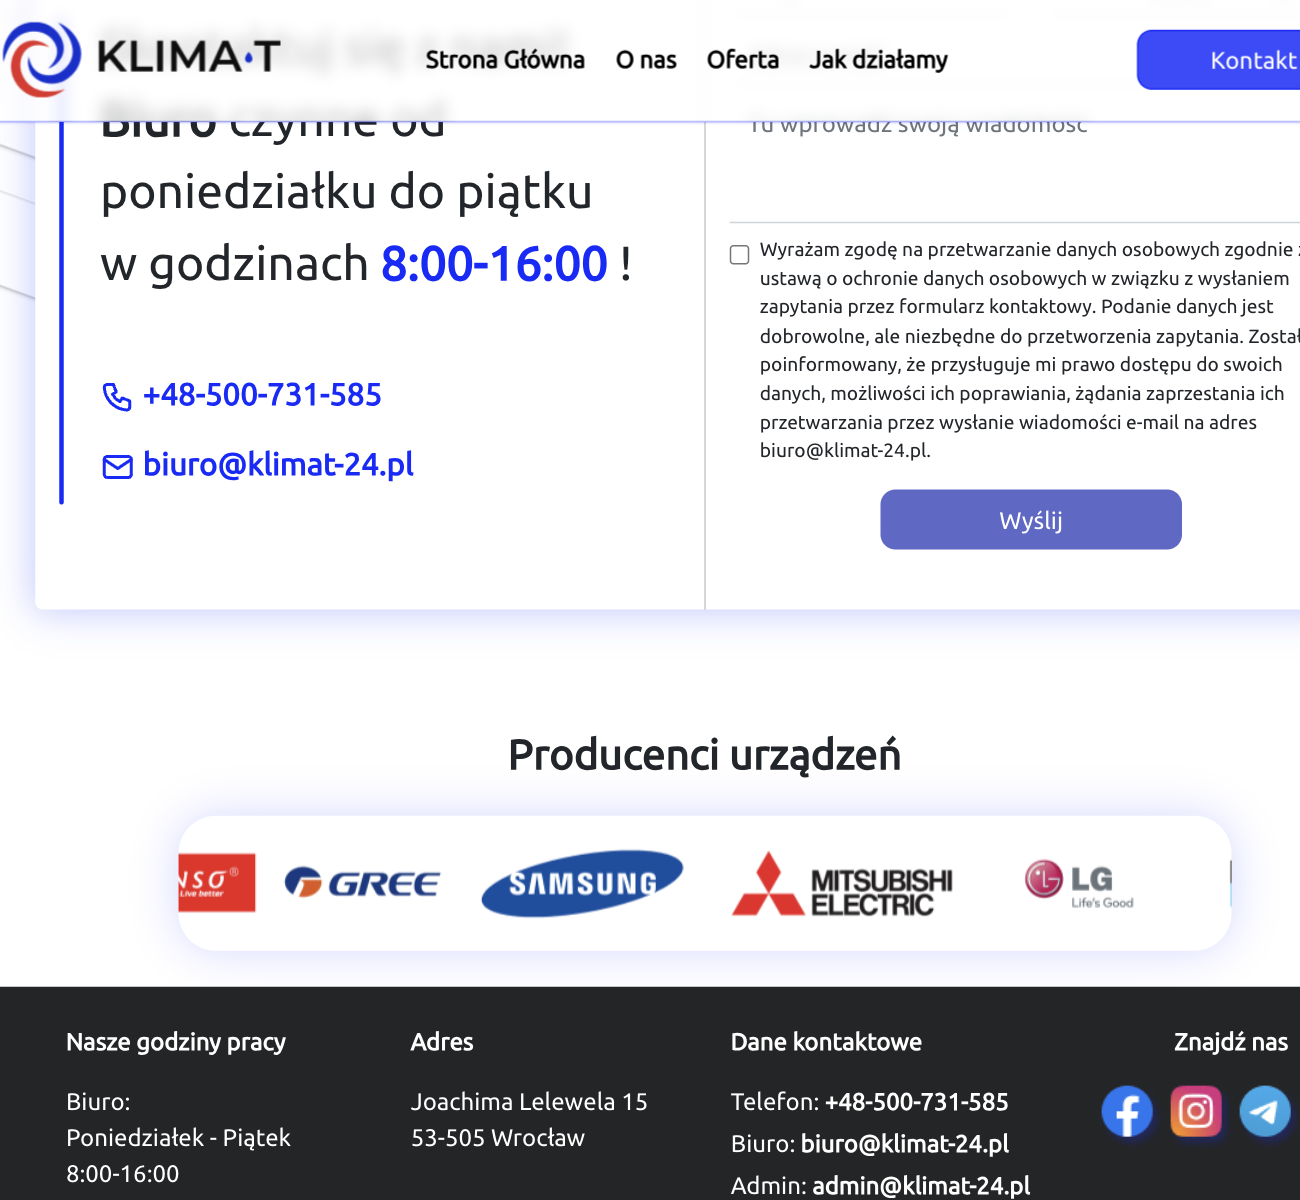 KLIMA•T
Strona Główna
O nas
Oferta
Jak działamy
Kontakt
Biuro czynne od
poniedziałku do piątku
w godzinach 8:00-16:00 !
+48-500-731-585
biuro@klimat-24.pl
Tu wprowadź swoją wiadomość
Wyrażam zgodę na przetwarzanie danych osobowych zgodnie z
ustawą o ochronie danych osobowych w związku z wysłaniem
zapytania przez formularz kontaktowy. Podanie danych jest
dobrowolne, ale niezbędne do przetworzenia zapytania. Został
poinformowany, że przysługuje mi prawo dostępu do swoich
danych, możliwości ich poprawiania, żądania zaprzestania ich
przetwarzania przez wysłanie wiadomości e-mail na adres
biuro@klimat-24.pl.
Wyślij
Producenci urządzeń
NSO®
Live better
GREE
SAMSUNG
MITSUBISHI
ELECTRIC
LG
Life's Good
Nasze godziny pracy
Biuro:
Poniedziałek - Piątek
8:00-16:00
Adres
Joachima Lelewela 15
53-505 Wrocław
Dane kontaktowe
Telefon: +48-500-731-585
Biuro: biuro@klimat-24.pl
Admin: admin@klimat-24.pl
Znajdź nas